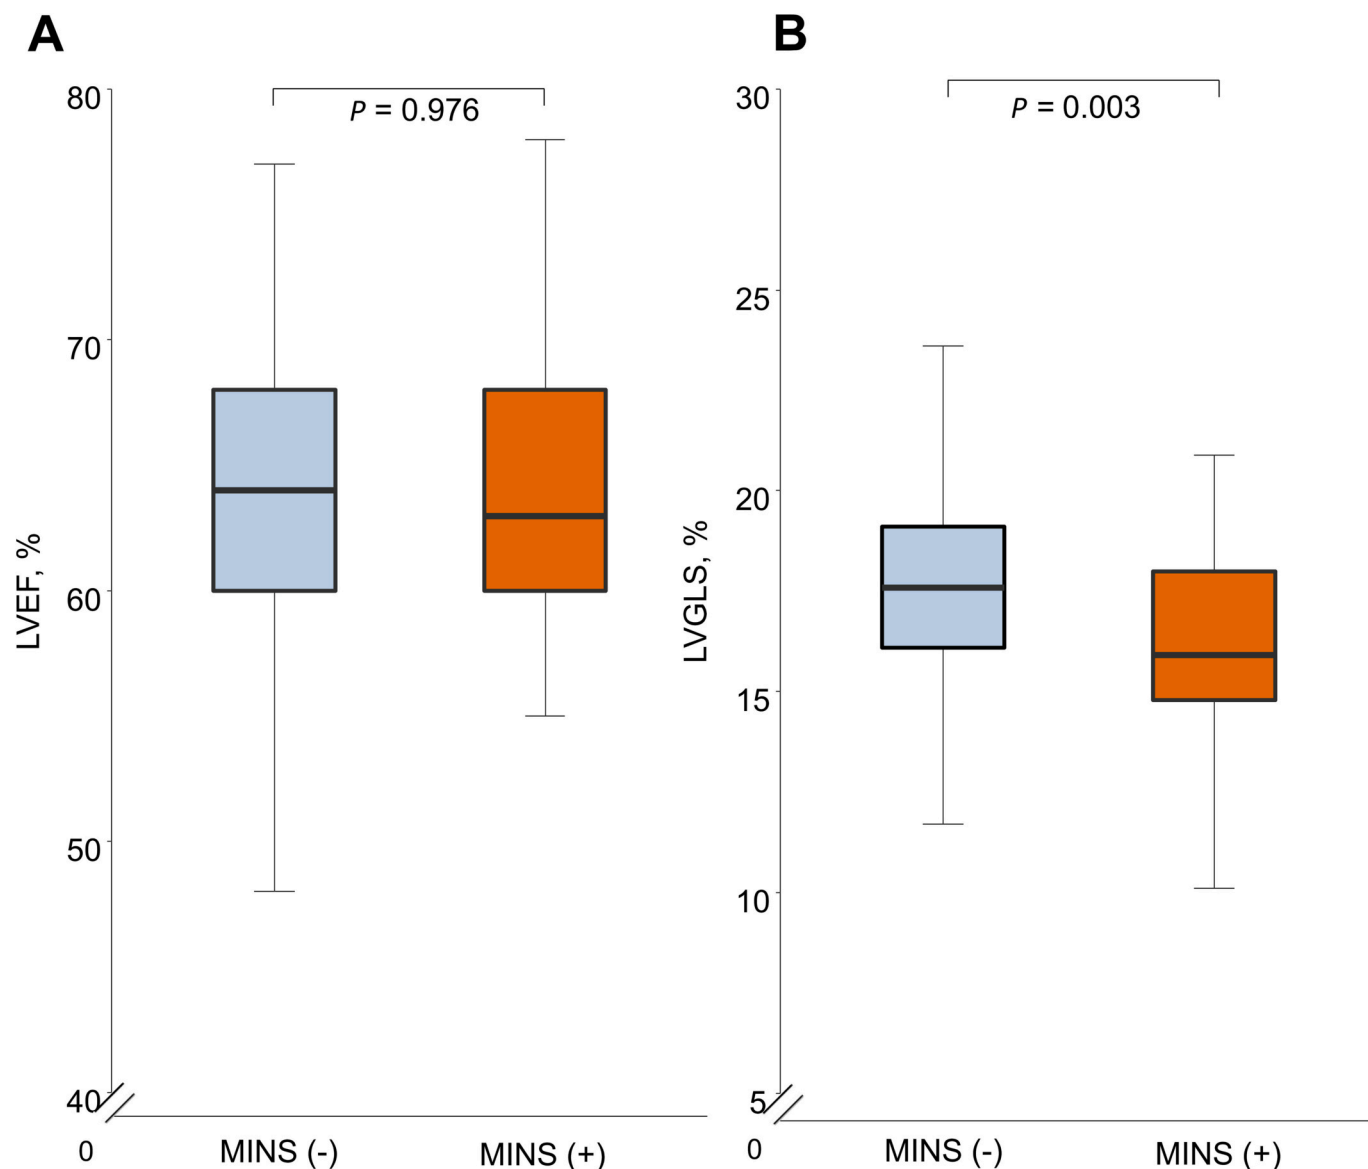 A
80
P = 0.976
70
60
50
40
0
LVEF, %
MINS (-)
MINS (+)
B
30
P = 0.003
25
20
15
10
5
0
LVGLS, %
MINS (-)
MINS (+)